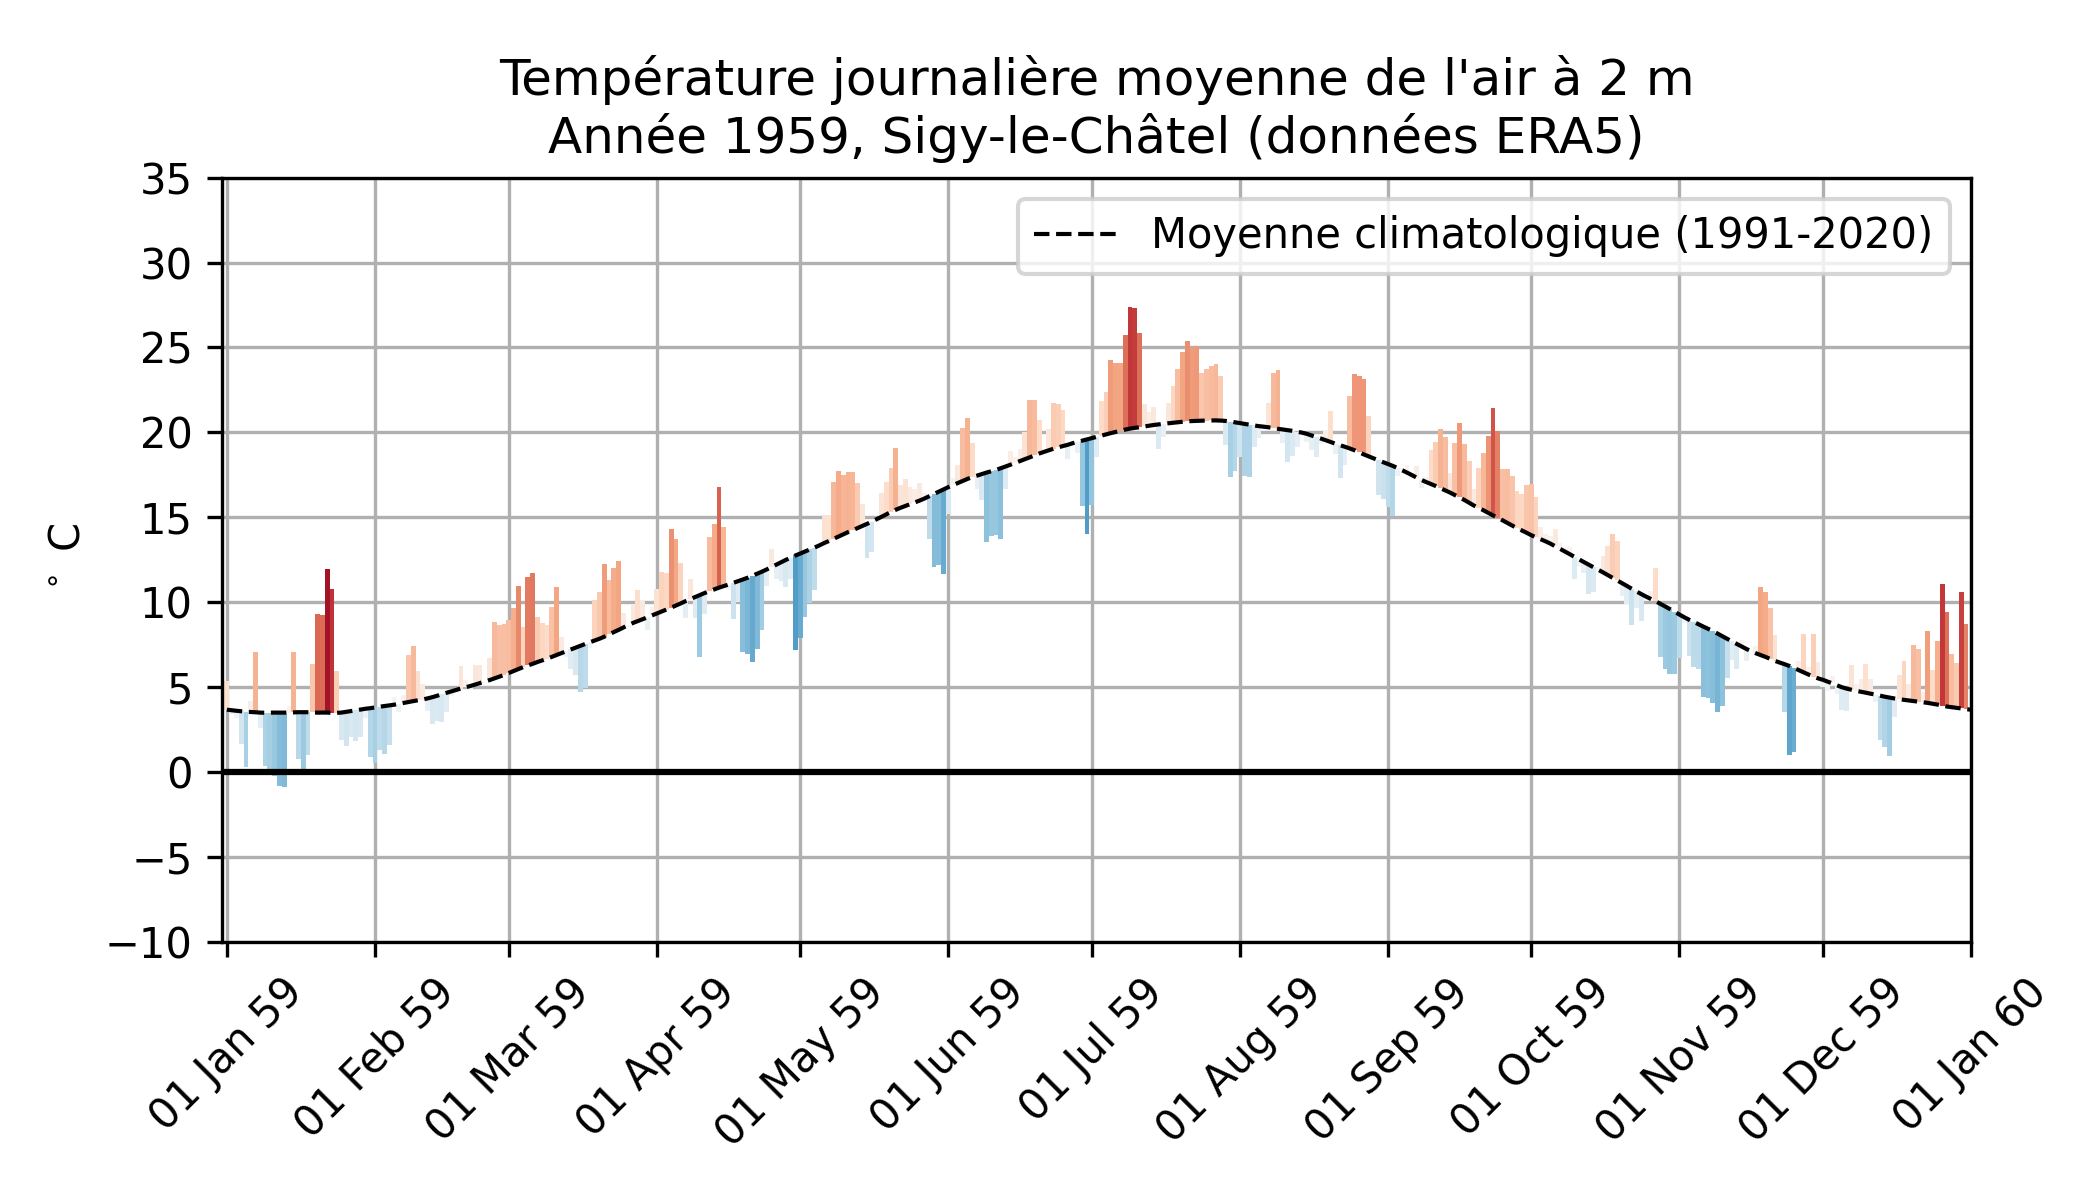 Température journalière moyenne de l'air à 2 m
Année 1959, Sigy-le-Châtel (données ERA5)
Moyenne climatologique (1991-2020)
° C
35
30
25
20
15
10
5
0
−5
−10
01 Jan 59
01 Feb 59
01 Mar 59
01 Apr 59
01 May 59
01 Jun 59
01 Jul 59
01 Aug 59
01 Sep 59
01 Oct 59
01 Nov 59
01 Dec 59
01 Jan 60